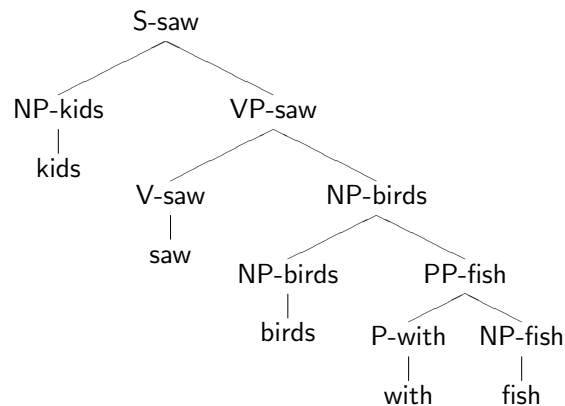 S-saw
NP-kids VP-saw
kids
V-saw NP-birds
saw
NP-birds PP-fish
birds
P-with NP-fish
with fish